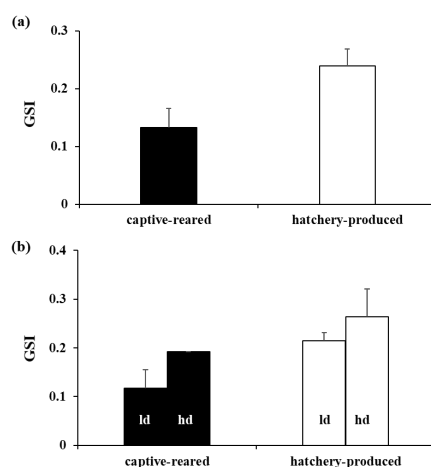 (a)
0.3
0.2
0.1
0
GSI
captive-reared
hatchery-produced
(b)
0.4
0.3
0.2
0.1
0
GSI
ld hd ld hd
captive-reared
hatchery-produced